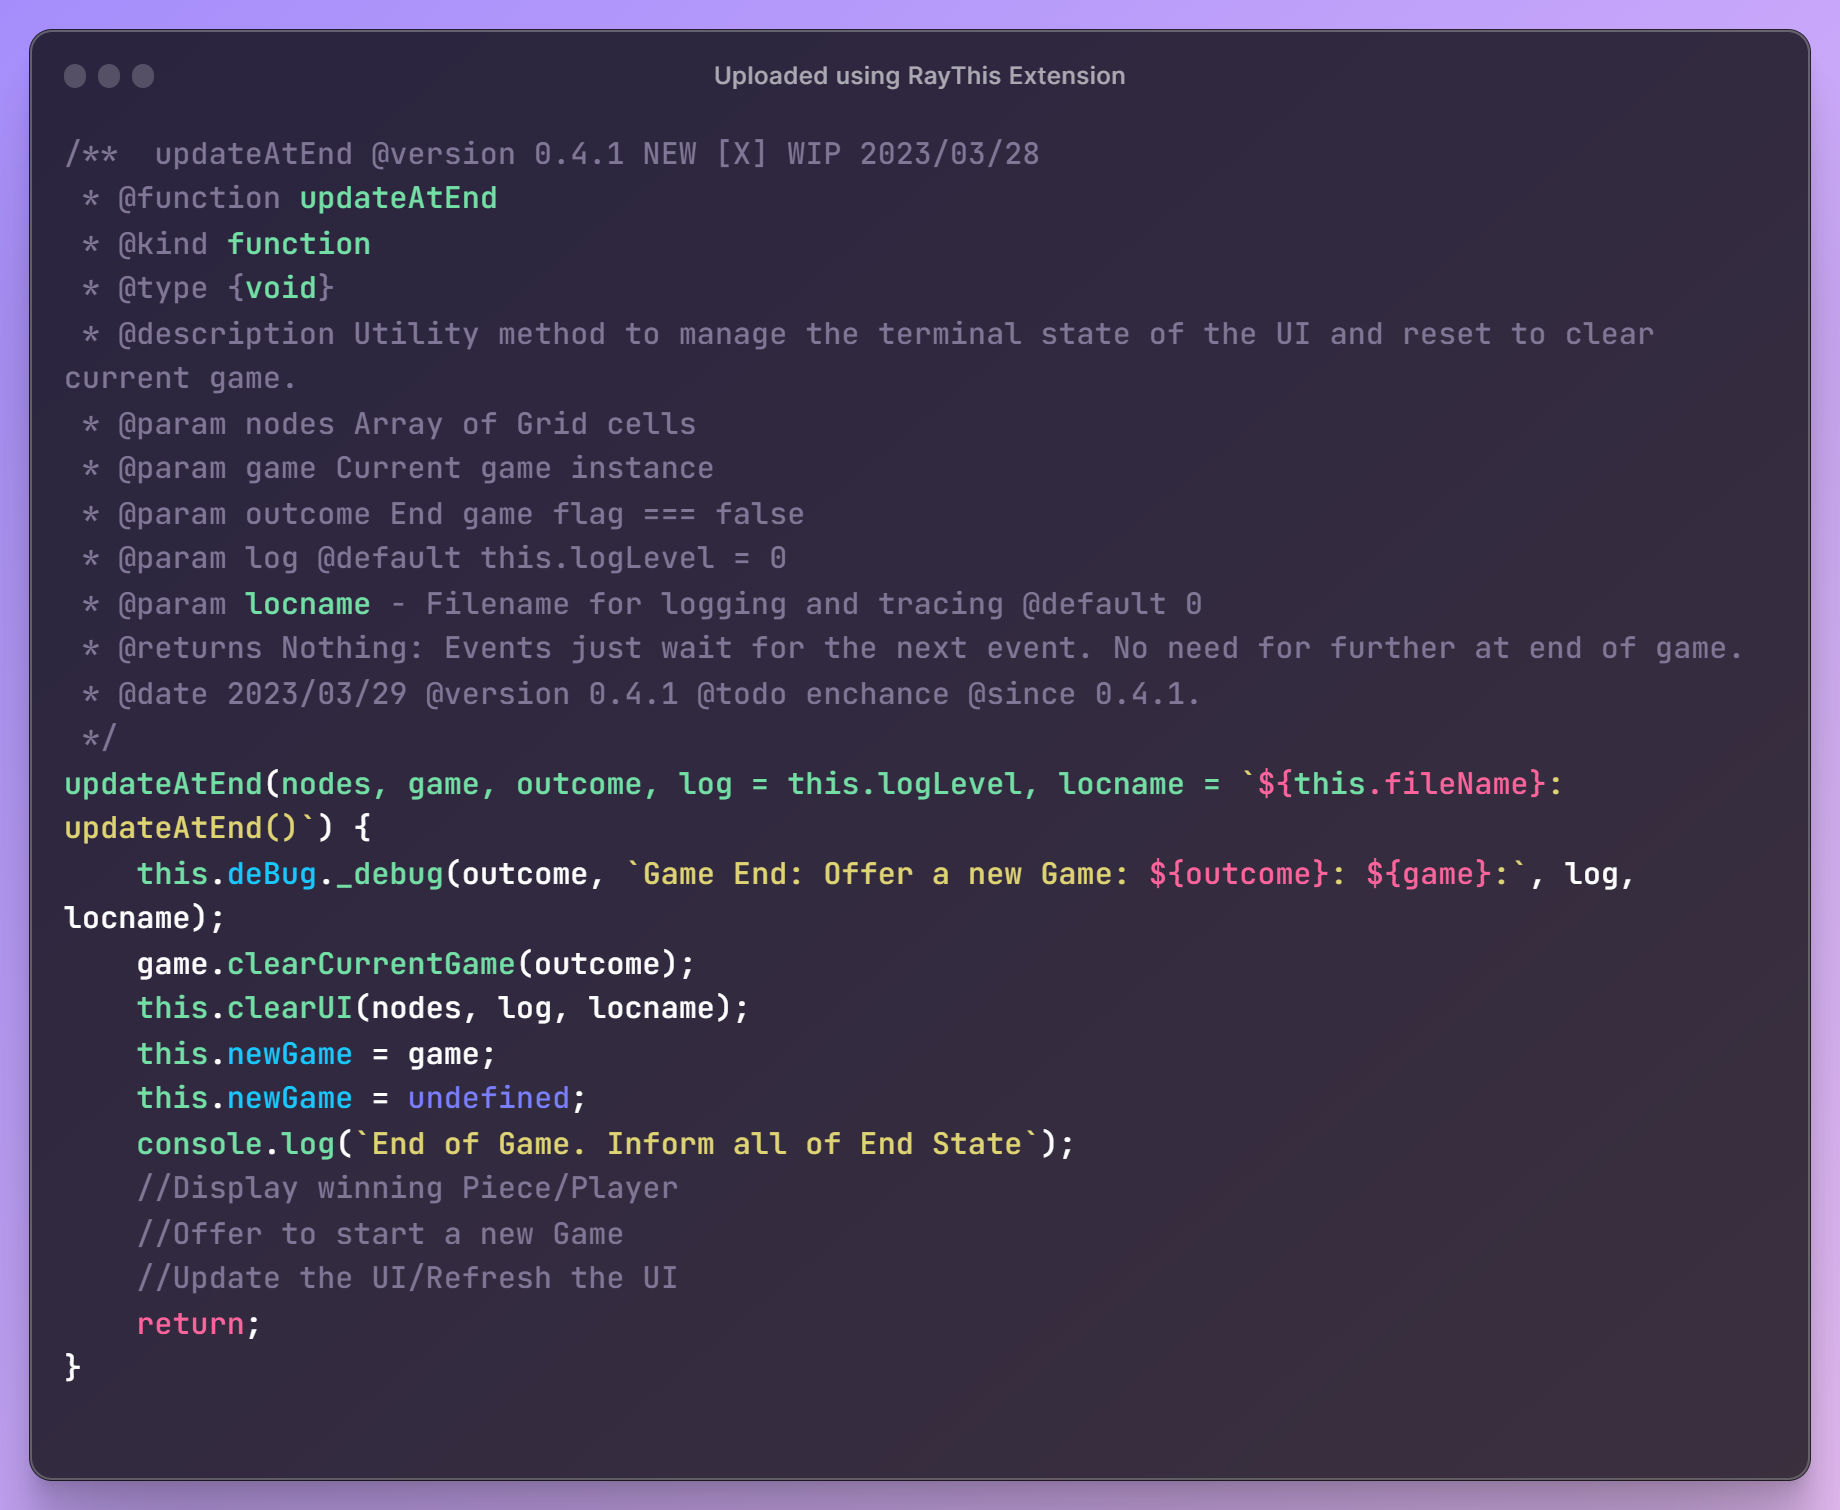 Uploaded using RayThis Extension
/**  updateAtEnd @version 0.4.1 NEW [X] WIP 2023/03/28
 * @function updateAtEnd
 * @kind function
 * @type {void}
 * @description Utility method to manage the terminal state of the UI and reset to clear
current game.
 * @param nodes Array of Grid cells
 * @param game Current game instance
 * @param outcome End game flag === false
 * @param log @default this.logLevel = 0
 * @param locname - Filename for logging and tracing @default 0
 * @returns Nothing: Events just wait for the next event. No need for further at end of game.
 * @date 2023/03/29 @version 0.4.1 @todo enchance @since 0.4.1.
 */
updateAtEnd(nodes, game, outcome, log = this.logLevel, locname = `${this.fileName}:
updateAtEnd()`) {
    this.deBug._debug(outcome, `Game End: Offer a new Game: ${outcome}: ${game}:`, log,
locname);
    game.clearCurrentGame(outcome);
    this.clearUI(nodes, log, locname);
    this.newGame = game;
    this.newGame = undefined;
    console.log(`End of Game. Inform all of End State`);
    //Display winning Piece/Player
    //Offer to start a new Game
    //Update the UI/Refresh the UI
    return;
}